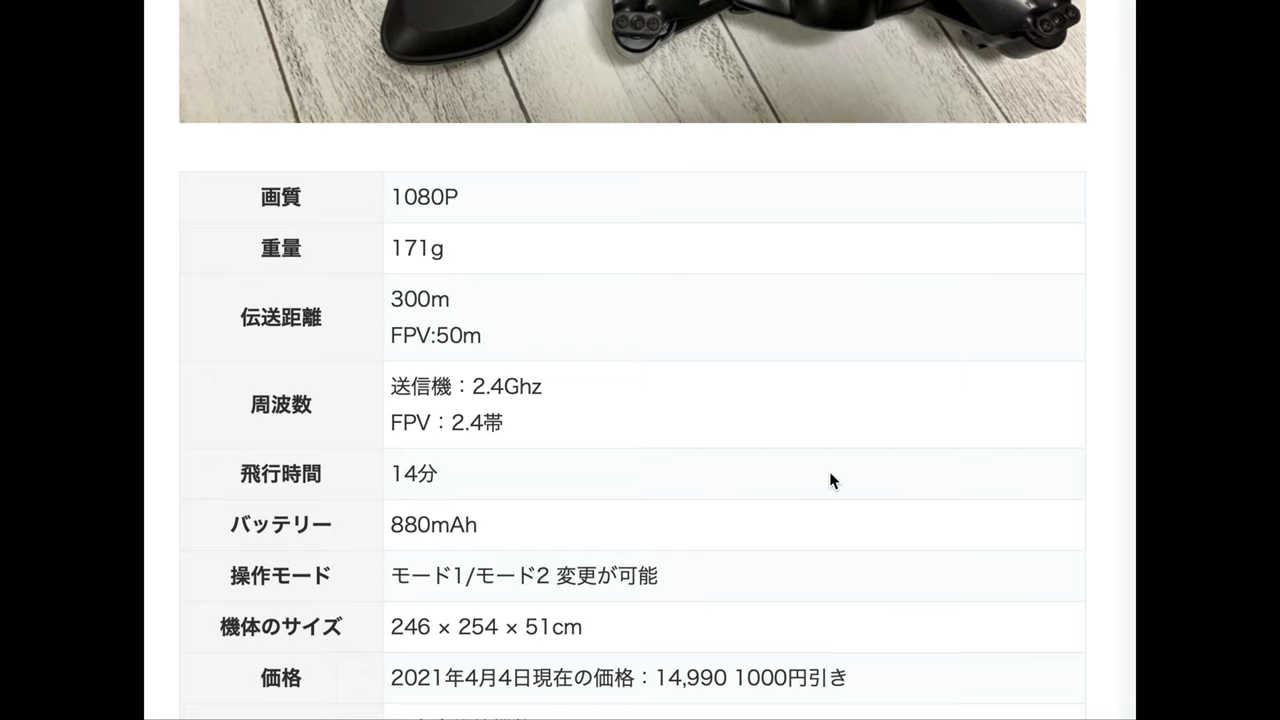 画質
1080P
重量
171g
伝送距離
300m
FPV:50m
周波数
送信機：2.4Ghz
FPV：2.4帯
飛行時間
14分
バッテリー
880mAh
操作モード
モード1/モード2 変更が可能
機体のサイズ
246 × 254 × 51cm
価格
2021年4月4日現在の価格：14,990 1000円引き